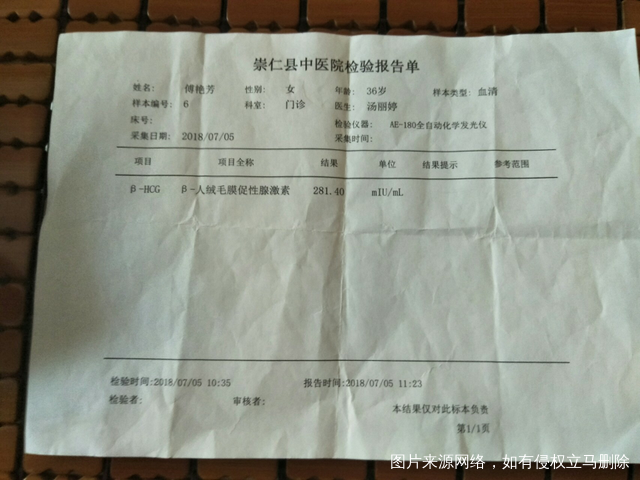 崇仁县中医院检验报告单
姓名: 傅艳芳 性别: 女 年龄: 36岁 样本类型: 血清
样本编号: 6 科室: 门诊 医生: 汤丽婷
床号: 检验仪器: AE-180全自动化学发光仪
采集日期: 2018/07/05 采集时间:
项目 项目全称 结果 单位 结果提示 参考范围
β-HCG β-人绒毛膜促性腺激素 281.40 mIU/mL
检验时间:2018/07/05 10:35 报告时间:2018/07/05 11:23
检验者: 审核者: 本结果仅对此标本负责
第1/1页
图片来源网络，如有侵权立马删除